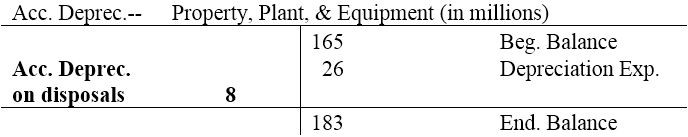 Acc. Deprec.-- Property, Plant, & Equipment (in millions)
165 Beg. Balance
Acc. Deprec. 26 Depreciation Exp.
on disposals 8
183 End. Balance